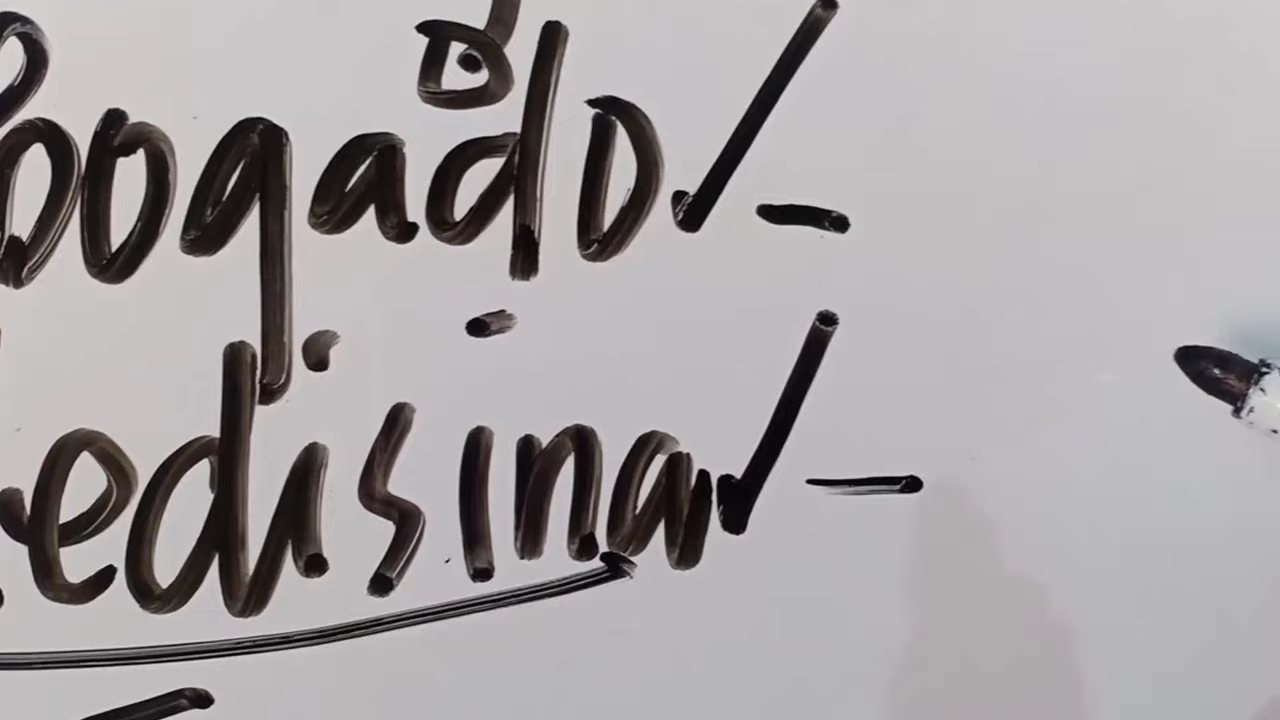 bogado ✓ -
edisina ✓ -